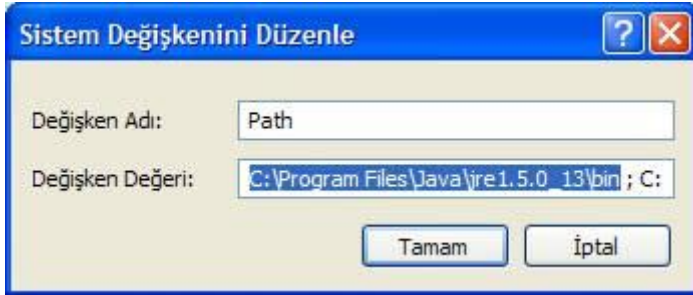 Sistem Değişkenini Düzenle
Değişken Adı: Path
Değişken Değeri: C:\Program Files\Java\jre1.5.0_13\bin ; C:
Tamam İptal